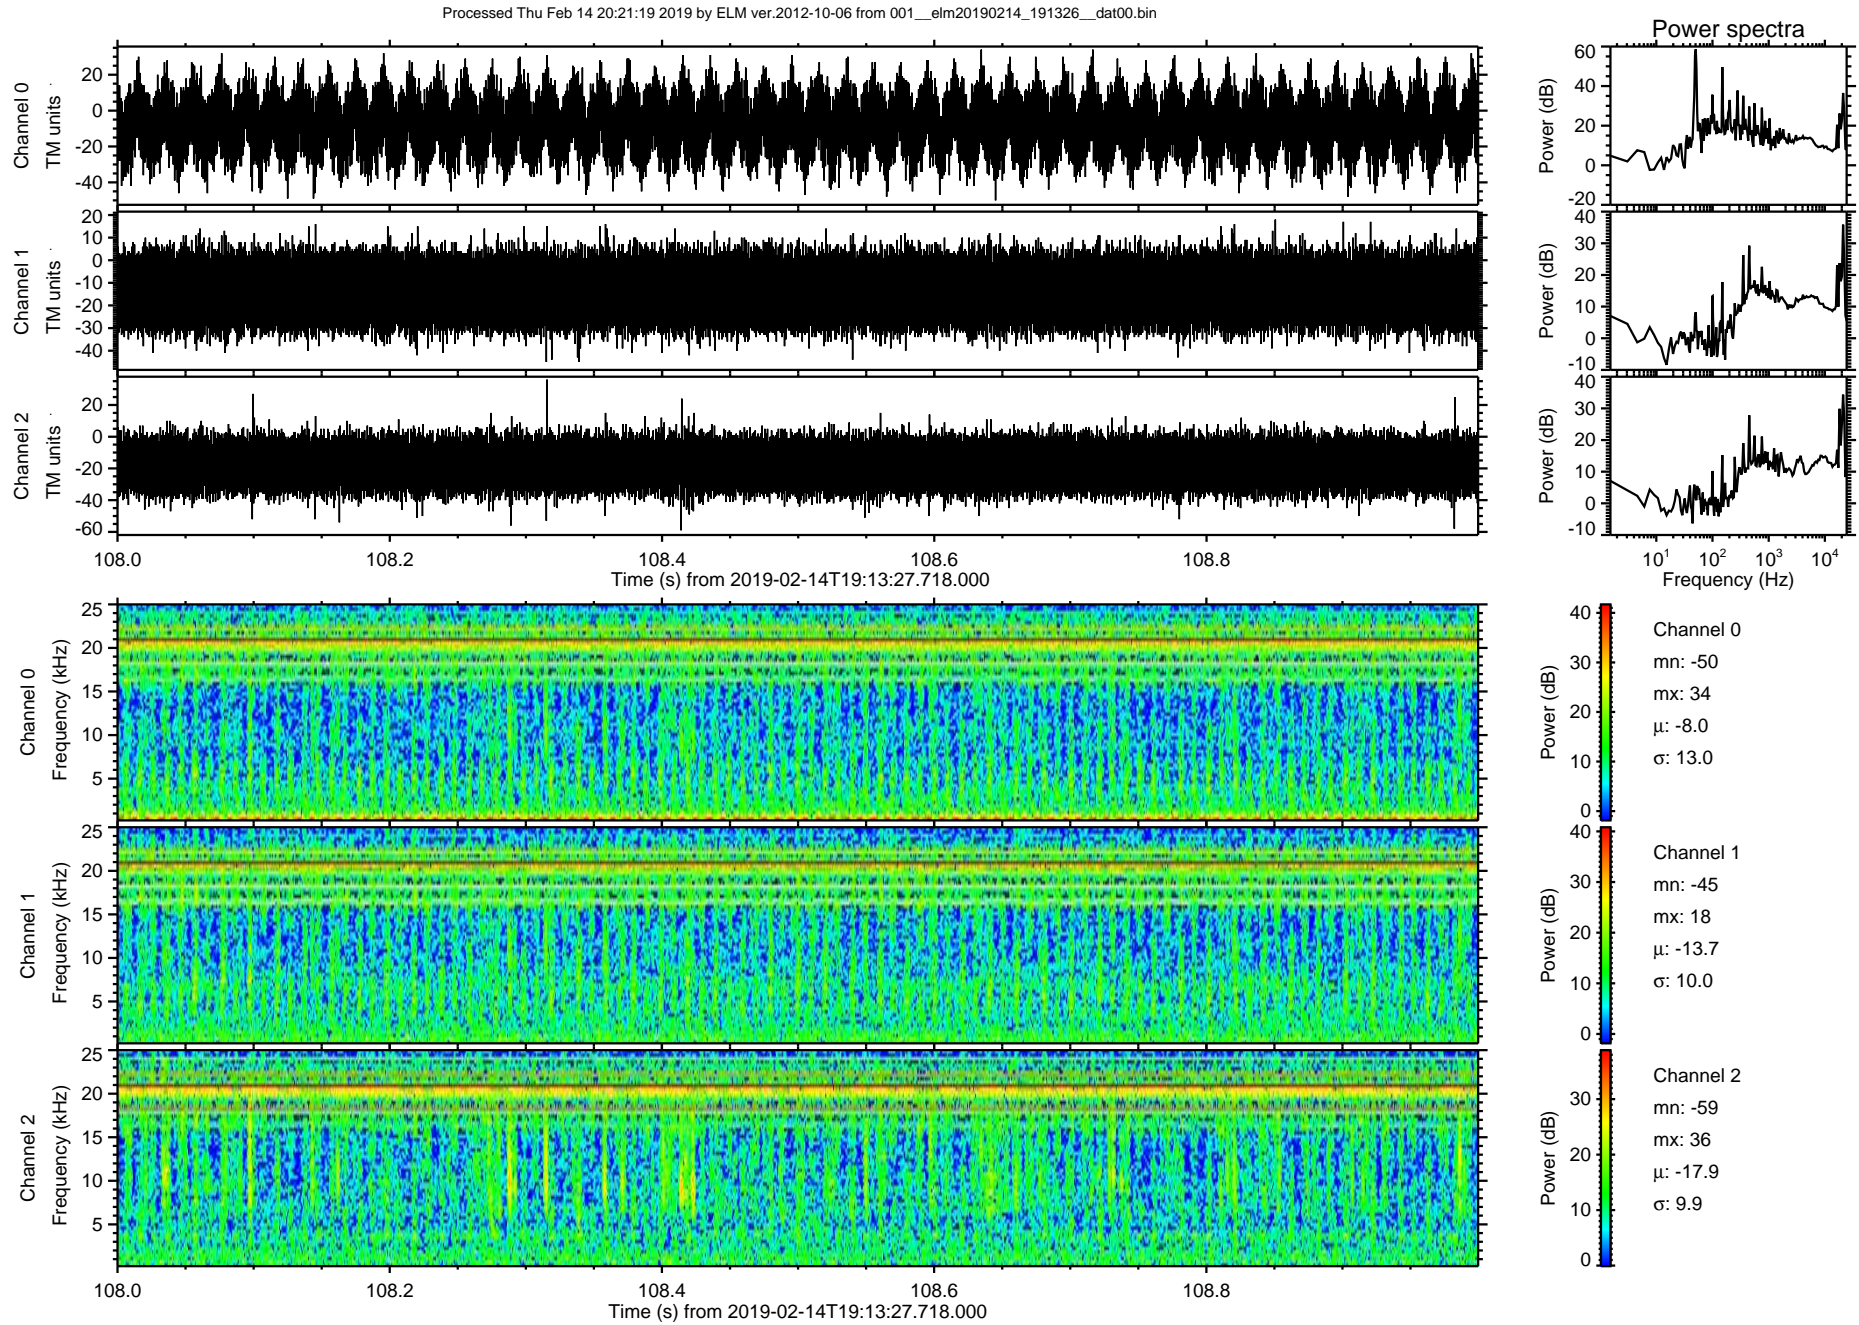 Processed Thu Feb 14 20:21:19 2019 by ELM ver.2012-10-06 from 001__elm20190214_191326__dat00.bin
Power spectra
Channel 0
TM units
20
0
-20
-40
Power (dB)
60
40
20
0
-20
Channel 1
TM units
20
10
0
-10
-20
-30
-40
Power (dB)
40
30
20
10
0
-10
Channel 2
TM units
20
0
-20
-40
-60
Power (dB)
40
30
20
10
0
-10
108.0 108.2 108.4 108.6 108.8
Time (s) from 2019-02-14T19:13:27.718.000
10¹ 10² 10³ 10⁴
Frequency (Hz)
Channel 0
Frequency (kHz)
25
20
15
10
5
Power (dB)
40
30
20
10
0
Channel 0
mn: -50
mx: 34
μ: -8.0
σ: 13.0
Channel 1
Frequency (kHz)
25
20
15
10
5
Power (dB)
40
30
20
10
0
Channel 1
mn: -45
mx: 18
μ: -13.7
σ: 10.0
Channel 2
Frequency (kHz)
25
20
15
10
5
Power (dB)
30
20
10
0
Channel 2
mn: -59
mx: 36
μ: -17.9
σ: 9.9
108.0 108.2 108.4 108.6 108.8
Time (s) from 2019-02-14T19:13:27.718.000